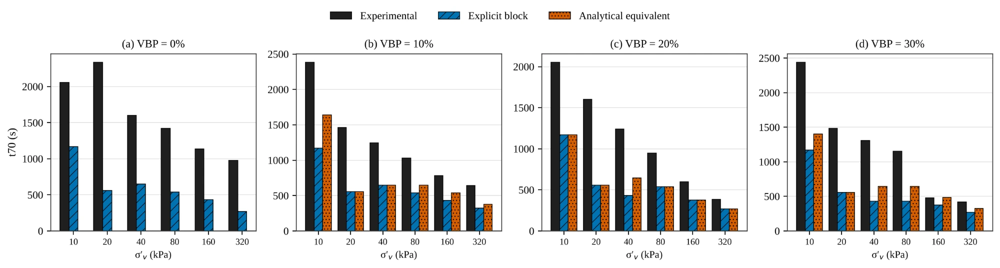 Experimental Explicit block Analytical equivalent
(a) VBP = 0%
t70 (s)
2000
1500
1000
500
0
10 20 40 80 160 320
σ′v (kPa)
(b) VBP = 10%
2500
2000
1500
1000
500
0
10 20 40 80 160 320
σ′v (kPa)
(c) VBP = 20%
2000
1500
1000
500
0
10 20 40 80 160 320
σ′v (kPa)
(d) VBP = 30%
2500
2000
1500
1000
500
0
10 20 40 80 160 320
σ′v (kPa)